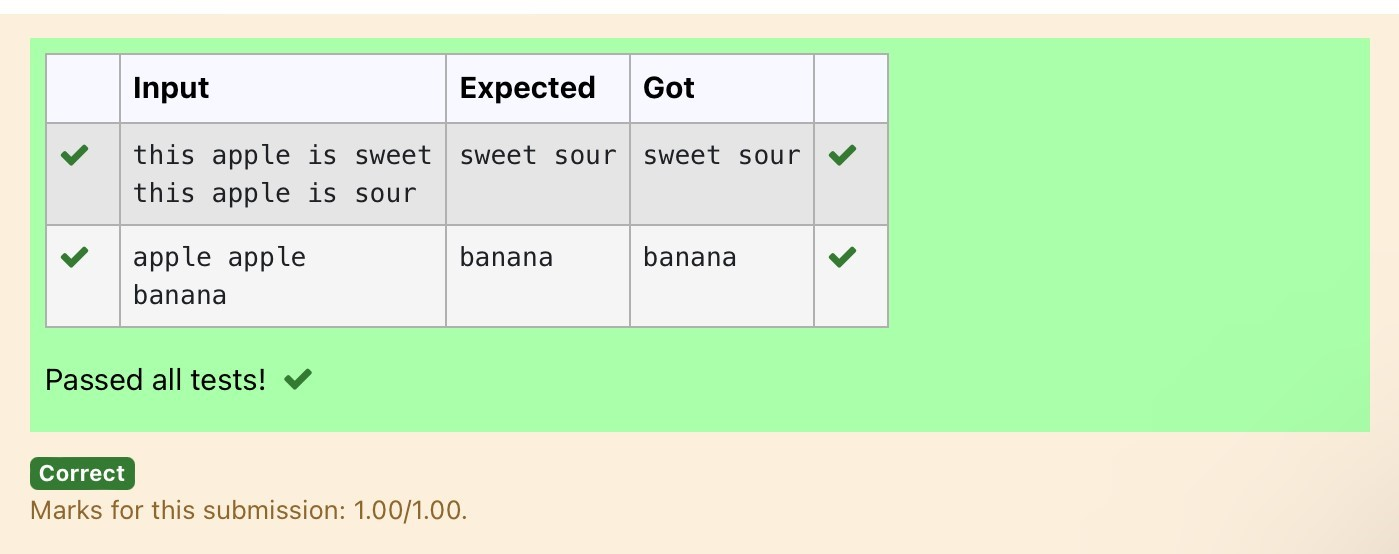 Input Expected Got
this apple is sweet sweet sour sweet sour
this apple is sour
apple apple banana banana
banana
Passed all tests!
Correct
Marks for this submission: 1.00/1.00.